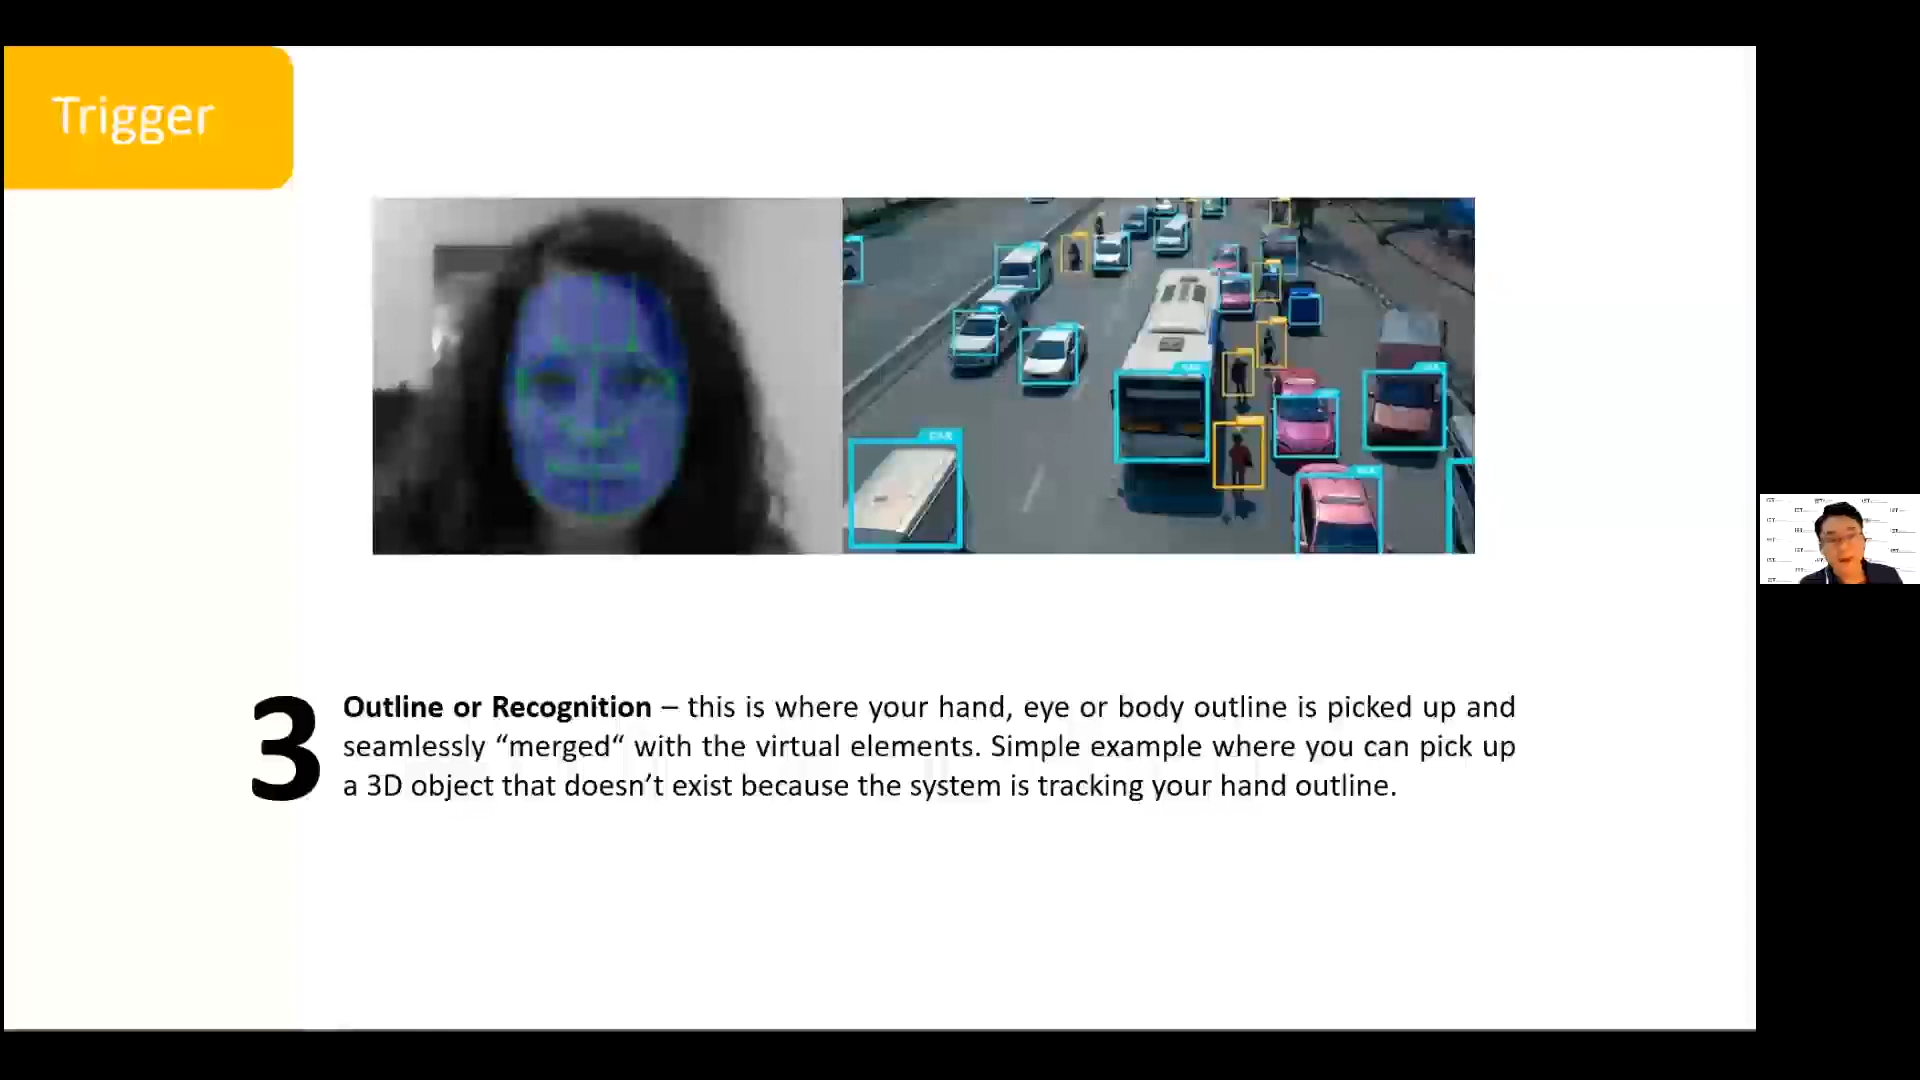 Trigger
3
Outline or Recognition – this is where your hand, eye or body outline is picked up and
seamlessly “merged“ with the virtual elements. Simple example where you can pick up
a 3D object that doesn’t exist because the system is tracking your hand outline.